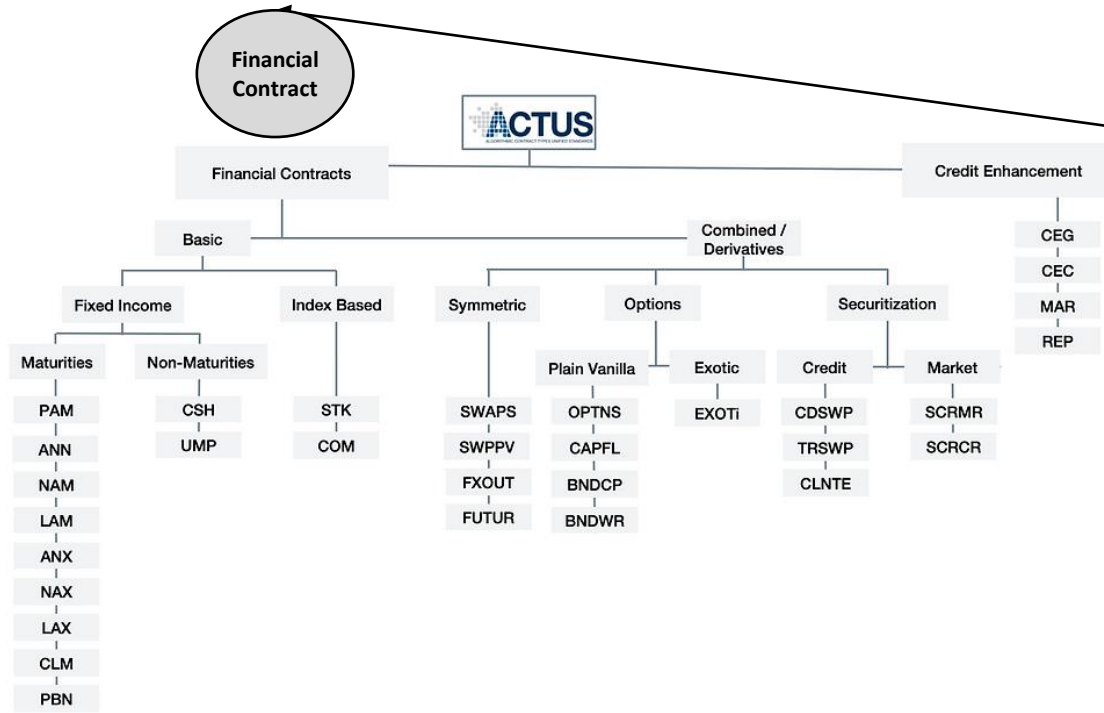 Financial
Contract
ACTUS
ALGORITHMIC CONTRACT TYPES UNIFIED STANDARDS
Financial Contracts
Credit Enhancement
Basic
Combined /
Derivatives
CEG
CEC
MAR
REP
Fixed Income
Index Based
Symmetric
Options
Securitization
Maturities
Non-Maturities
Plain Vanilla
Exotic
Credit
Market
PAM
ANN
NAM
LAM
ANX
NAX
LAX
CLM
PBN
CSH
UMP
STK
COM
SWAPS
SWPPV
FXOUT
FUTUR
OPTNS
CAPFL
BNDCP
BNDWR
EXOTi
CDSWP
TRSWP
CLNTE
SCRMR
SCRCR